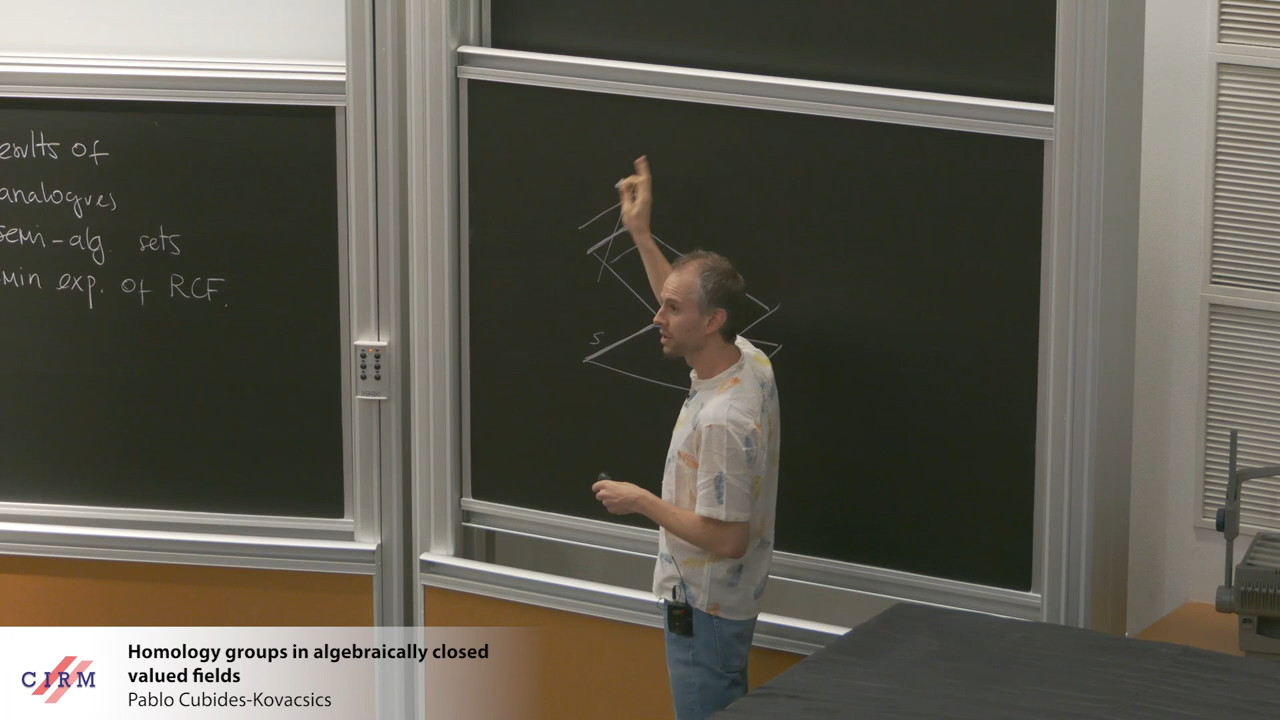 esults of
analogues
semi-alg. sets
min exp. of RCF.
S
CIRM
Homology groups in algebraically closed
valued fields
Pablo Cubides-Kovacsics